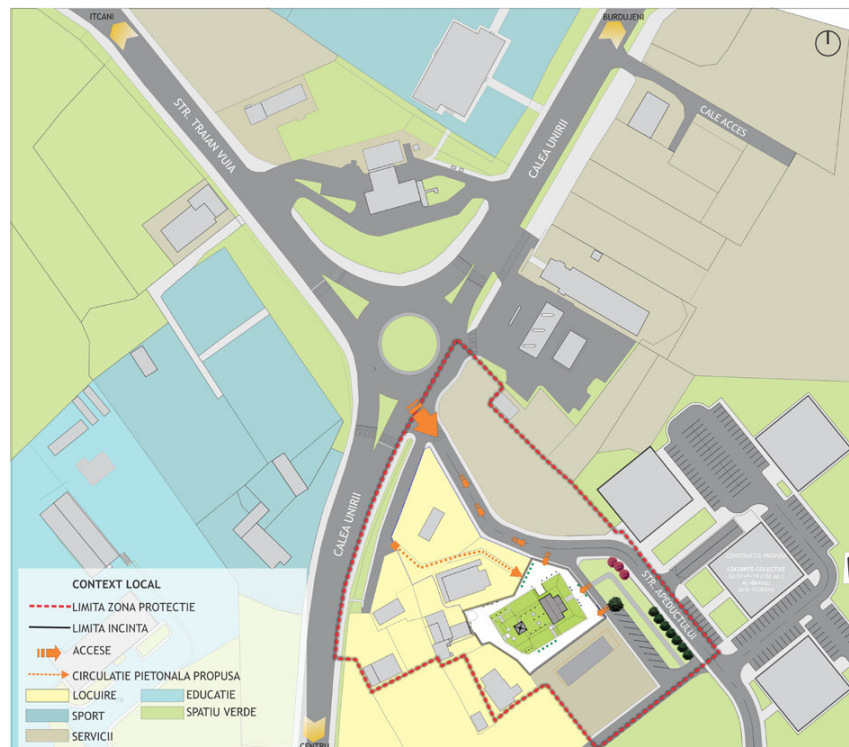 ITCANI
BURDUJENI
STR. TRAIAN VUIA
CALEA UNIRII
CALE ACCES
CALEA UNIRII
STR. APEDUCTULUI
CONSTRUCTIE PROPUSA
LOCUINTE COLECTIVE
CONTEXT LOCAL
LIMITA ZONA PROTECTIE
LIMITA INCINTA
ACCESE
CIRCULATIE PIETONALA PROPUSA
LOCUIRE
EDUCATIE
SPORT
SPATIU VERDE
SERVICII
CENTRU